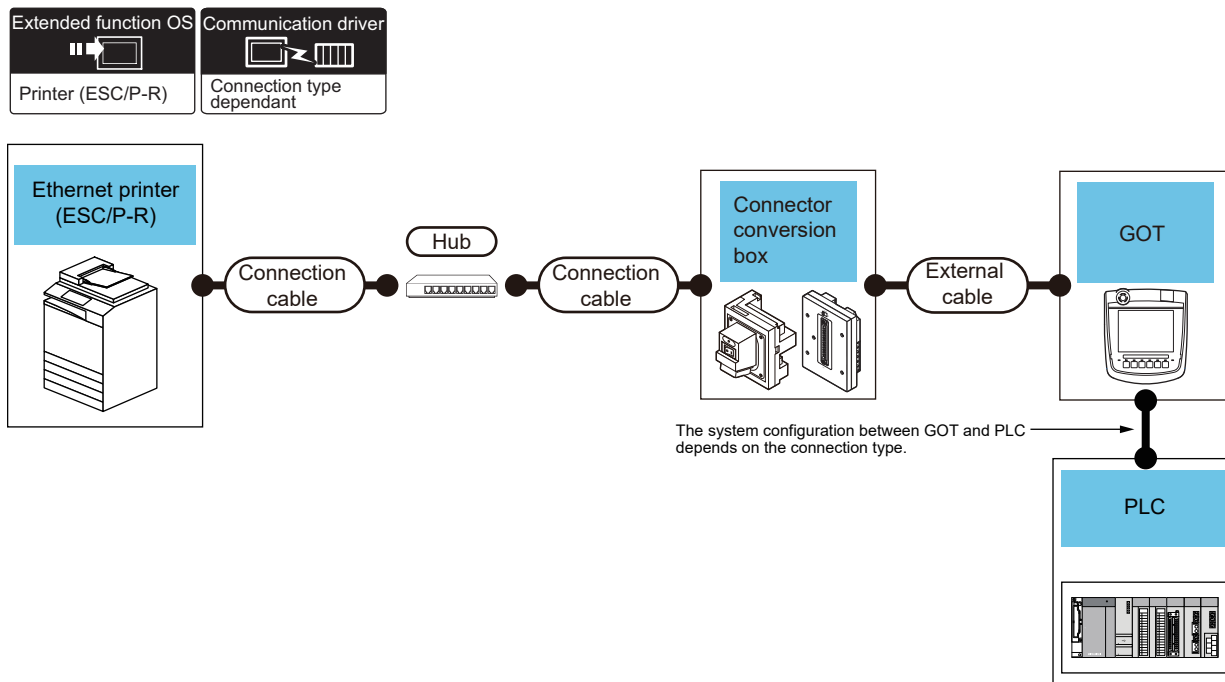 Extended function OS
Printer (ESC/P-R)
Communication driver
Connection type
dependant
Ethernet printer
(ESC/P-R)
Connection
cable
Hub
Connection
cable
Connector
conversion
box
External
cable
GOT
The system configuration between GOT and PLC
depends on the connection type.
PLC